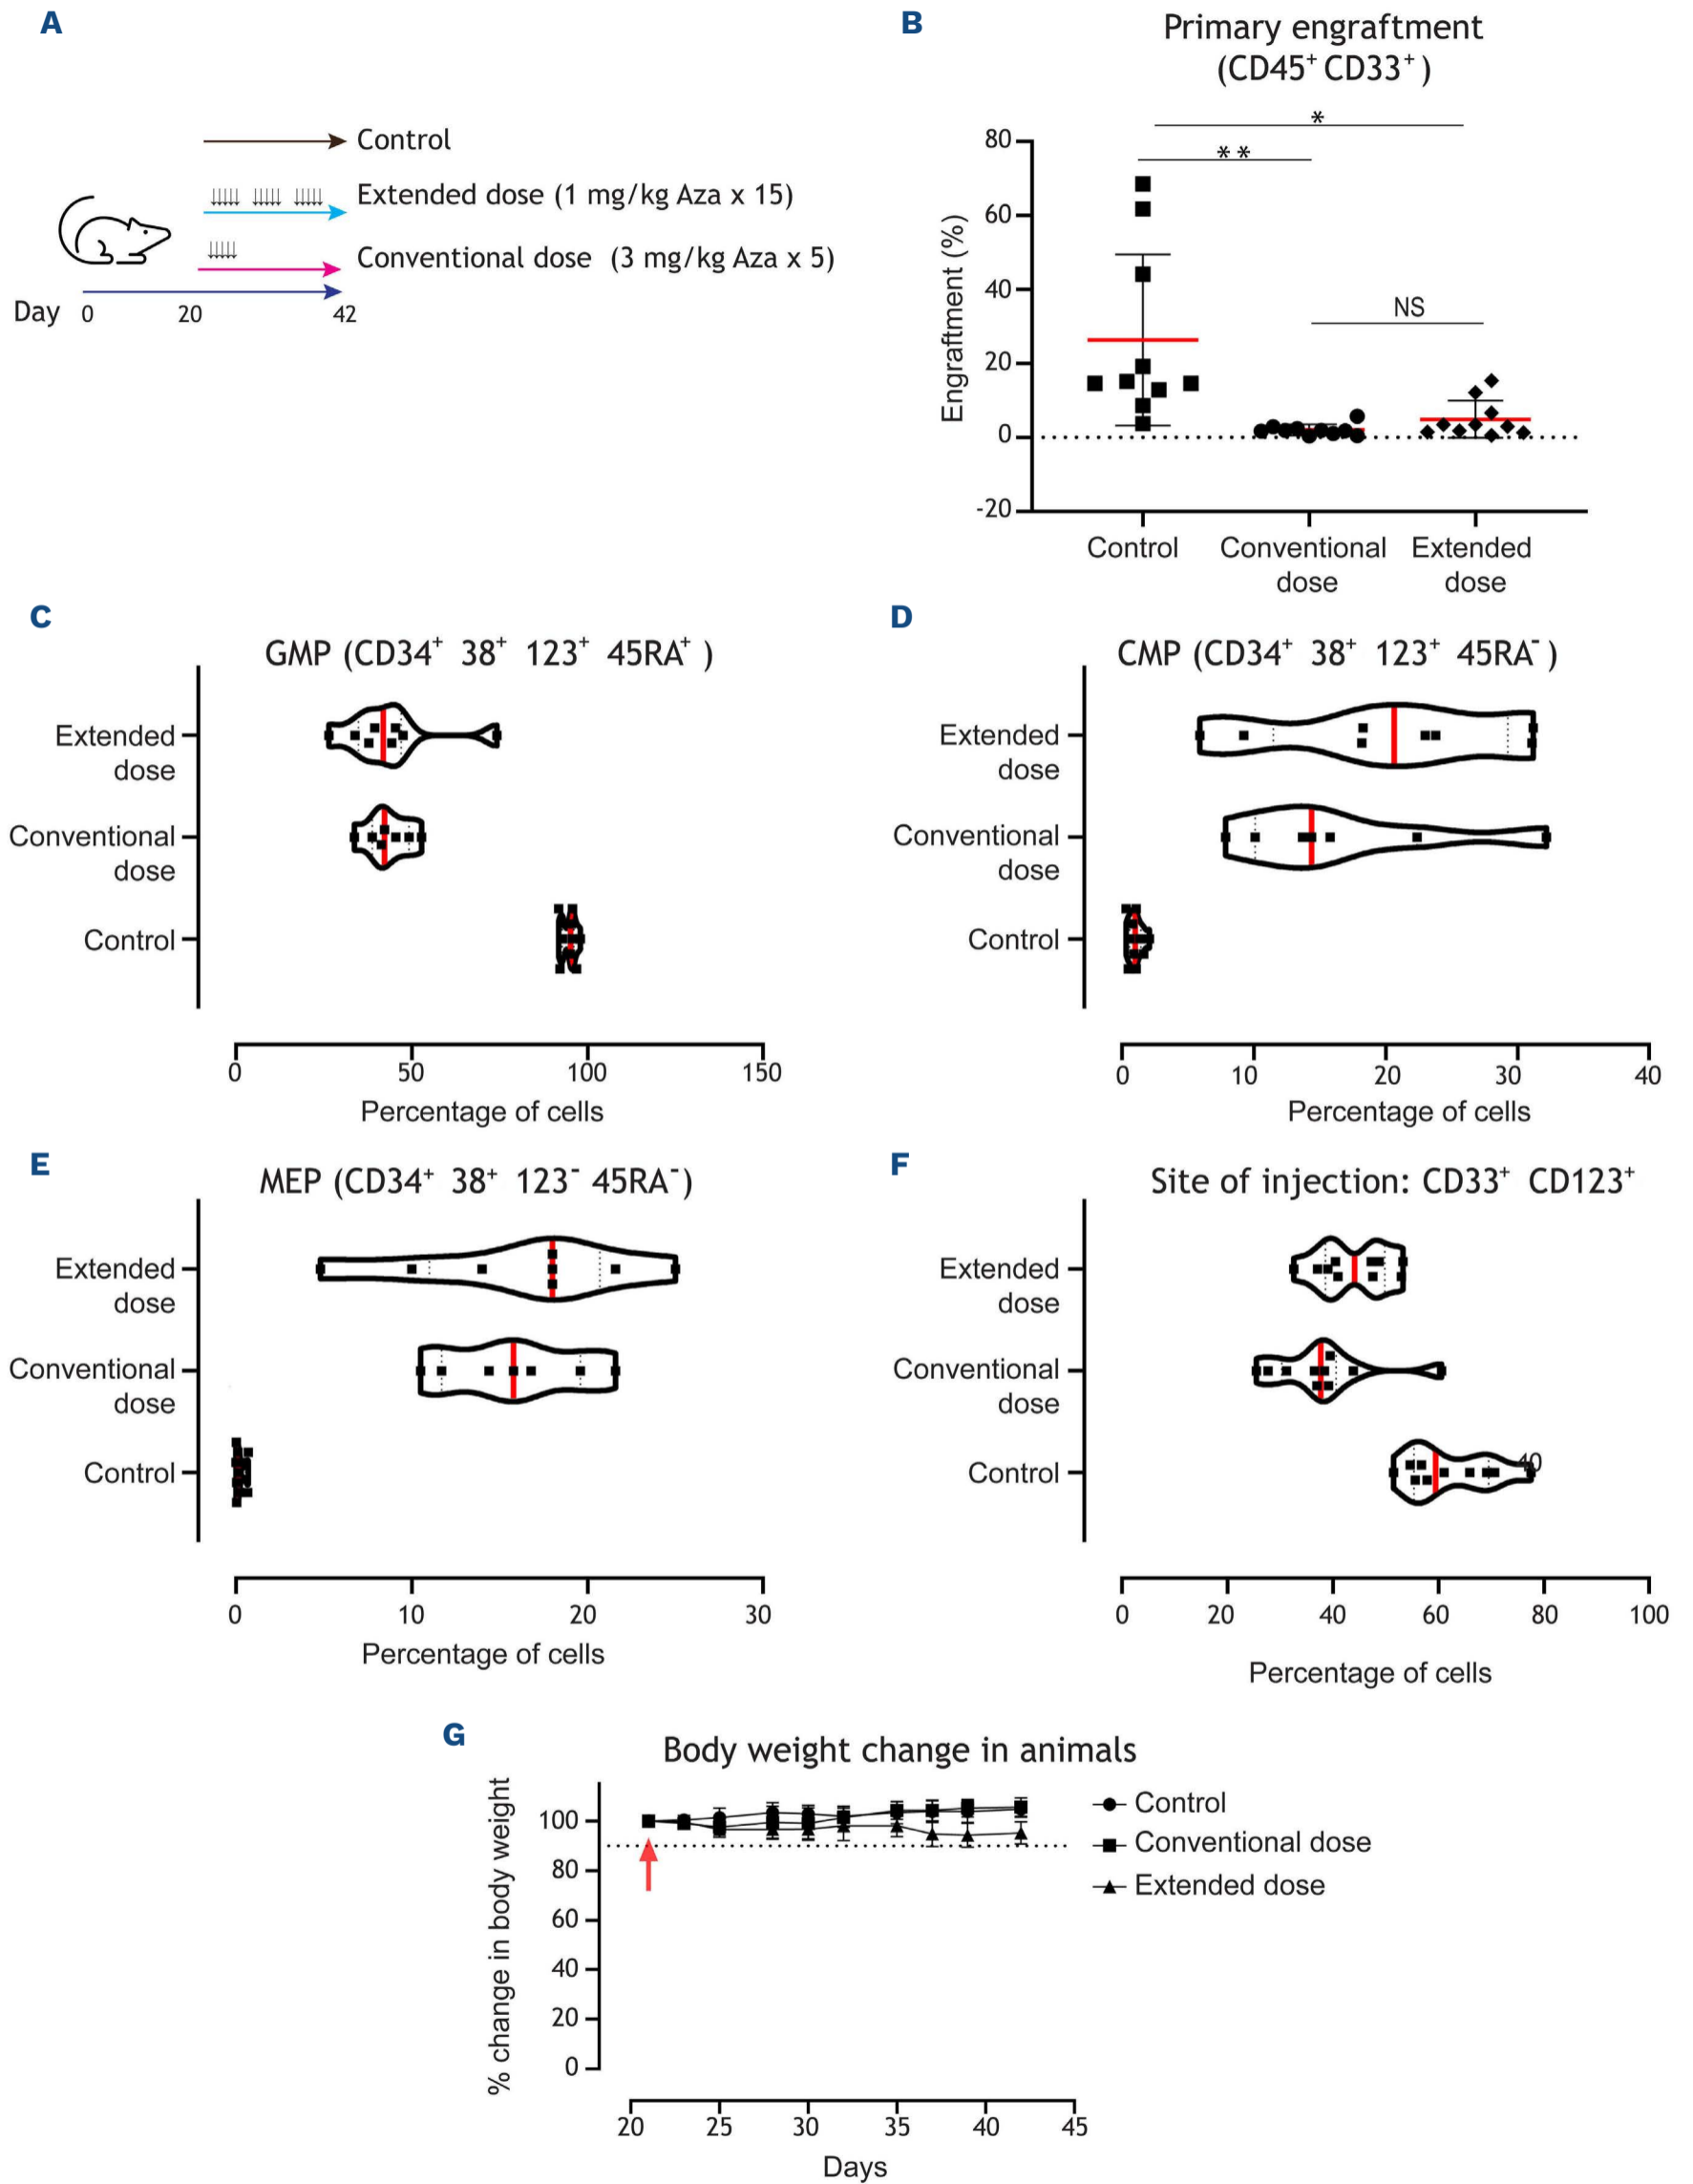 A
Control
Extended dose (1 mg/kg Aza x 15)
Conventional dose (3 mg/kg Aza x 5)
Day 0 20 42
B
Primary engraftment
(CD45+ CD33+ )
Engraftment (%)
80
60
40
20
0
-20
*
**
NS
Control
Conventional
dose
Extended
dose
C
GMP (CD34+ 38+ 123+ 45RA+ )
Extended
dose
Conventional
dose
Control
0 50 100 150
Percentage of cells
D
CMP (CD34+ 38+ 123+ 45RA- )
Extended
dose
Conventional
dose
Control
0 10 20 30 40
Percentage of cells
E
MEP (CD34+ 38+ 123- 45RA-)
Extended
dose
Conventional
dose
Control
0 10 20 30
Percentage of cells
F
Site of injection: CD33+ CD123+
Extended
dose
Conventional
dose
Control
40
0 20 40 60 80 100
Percentage of cells
G
Body weight change in animals
% change in body weight
100
80
60
40
20
0
20 25 30 35 40 45
Days
Control
Conventional dose
Extended dose